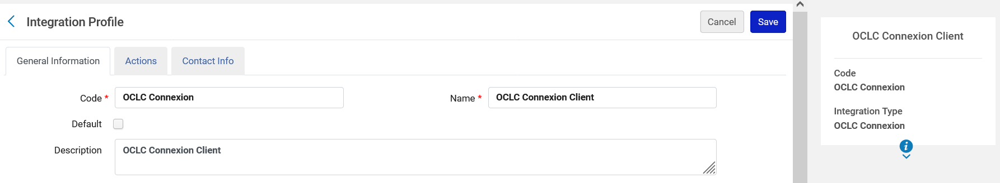 Integration Profile
Cancel Save
General Information Actions Contact Info
Code * OCLC Connexion Name * OCLC Connexion Client
Default
Description OCLC Connexion Client
OCLC Connexion Client
Code
OCLC Connexion
Integration Type
OCLC Connexion
i